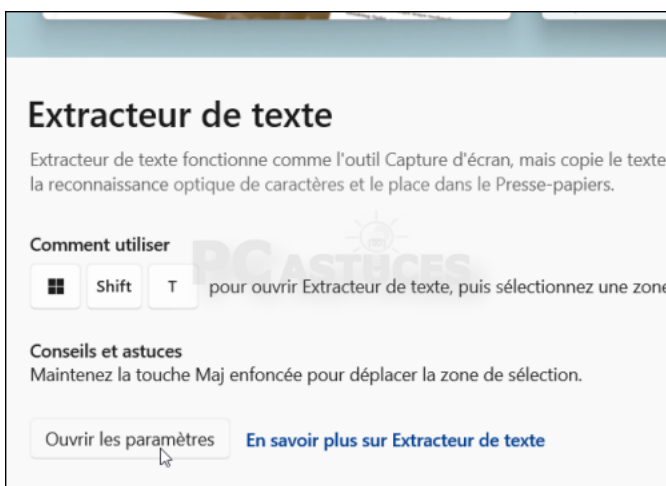 Extracteur de texte
Extracteur de texte fonctionne comme l'outil Capture d'écran, mais copie le texte
la reconnaissance optique de caractères et le place dans le Presse-papiers.
PC ASTUCES
Comment utiliser
Shift T pour ouvrir Extracteur de texte, puis sélectionnez une zone
Conseils et astuces
Maintenez la touche Maj enfoncée pour déplacer la zone de sélection.
Ouvrir les paramètres En savoir plus sur Extracteur de texte